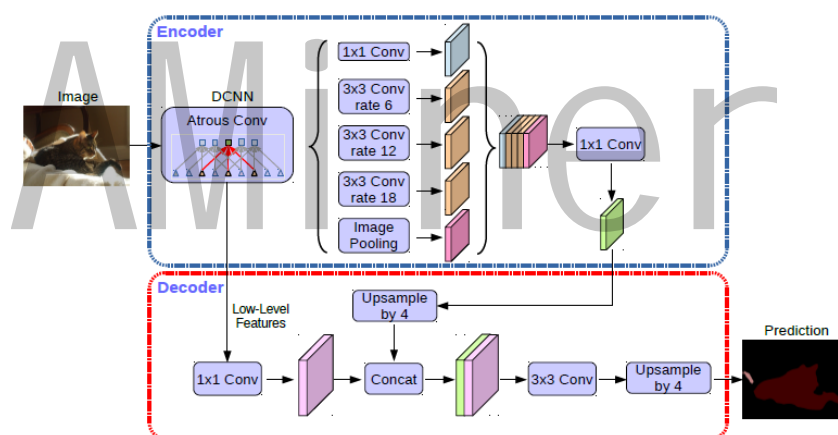 Encoder
AMiner
Image
DCNN
Atrous Conv
1x1 Conv
3x3 Conv
rate 6
3x3 Conv
rate 12
3x3 Conv
rate 18
Image
Pooling
1x1 Conv
Decoder
Low-Level
Features
Upsample
by 4
1x1 Conv
Concat
3x3 Conv
Upsample
by 4
Prediction